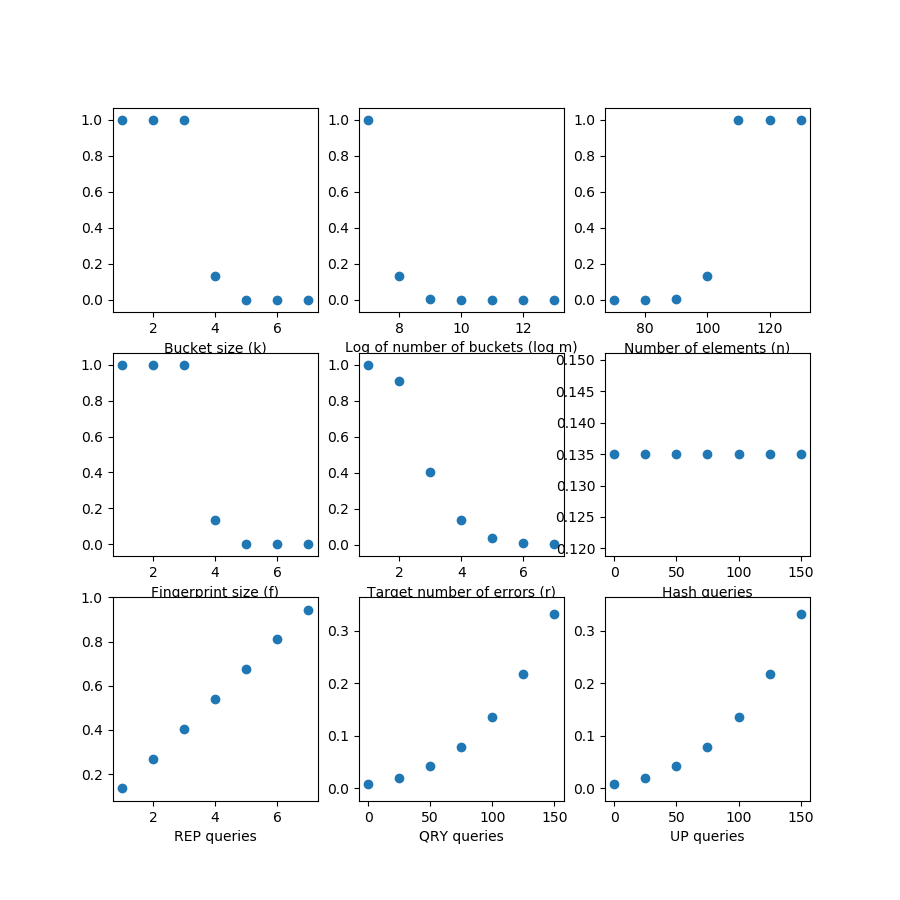 1.0
0.8
0.6
0.4
0.2
0.0
2 4 6
Bucket size (k)
1.0
0.8
0.6
0.4
0.2
0.0
8 10 12
Log of number of buckets (log m)
1.0
0.8
0.6
0.4
0.2
0.0
80 100 120
Number of elements (n)
1.0
0.8
0.6
0.4
0.2
0.0
2 4 6
Fingerprint size (f)
1.0
0.8
0.6
0.4
0.2
0.0
2 4 6
Target number of errors (r)
0.150
0.145
0.140
0.135
0.130
0.125
0.120
0 50 100 150
Hash queries
1.0
0.8
0.6
0.4
0.2
2 4 6
REP queries
0.3
0.2
0.1
0.0
0 50 100 150
QRY queries
0.3
0.2
0.1
0.0
0 50 100 150
UP queries